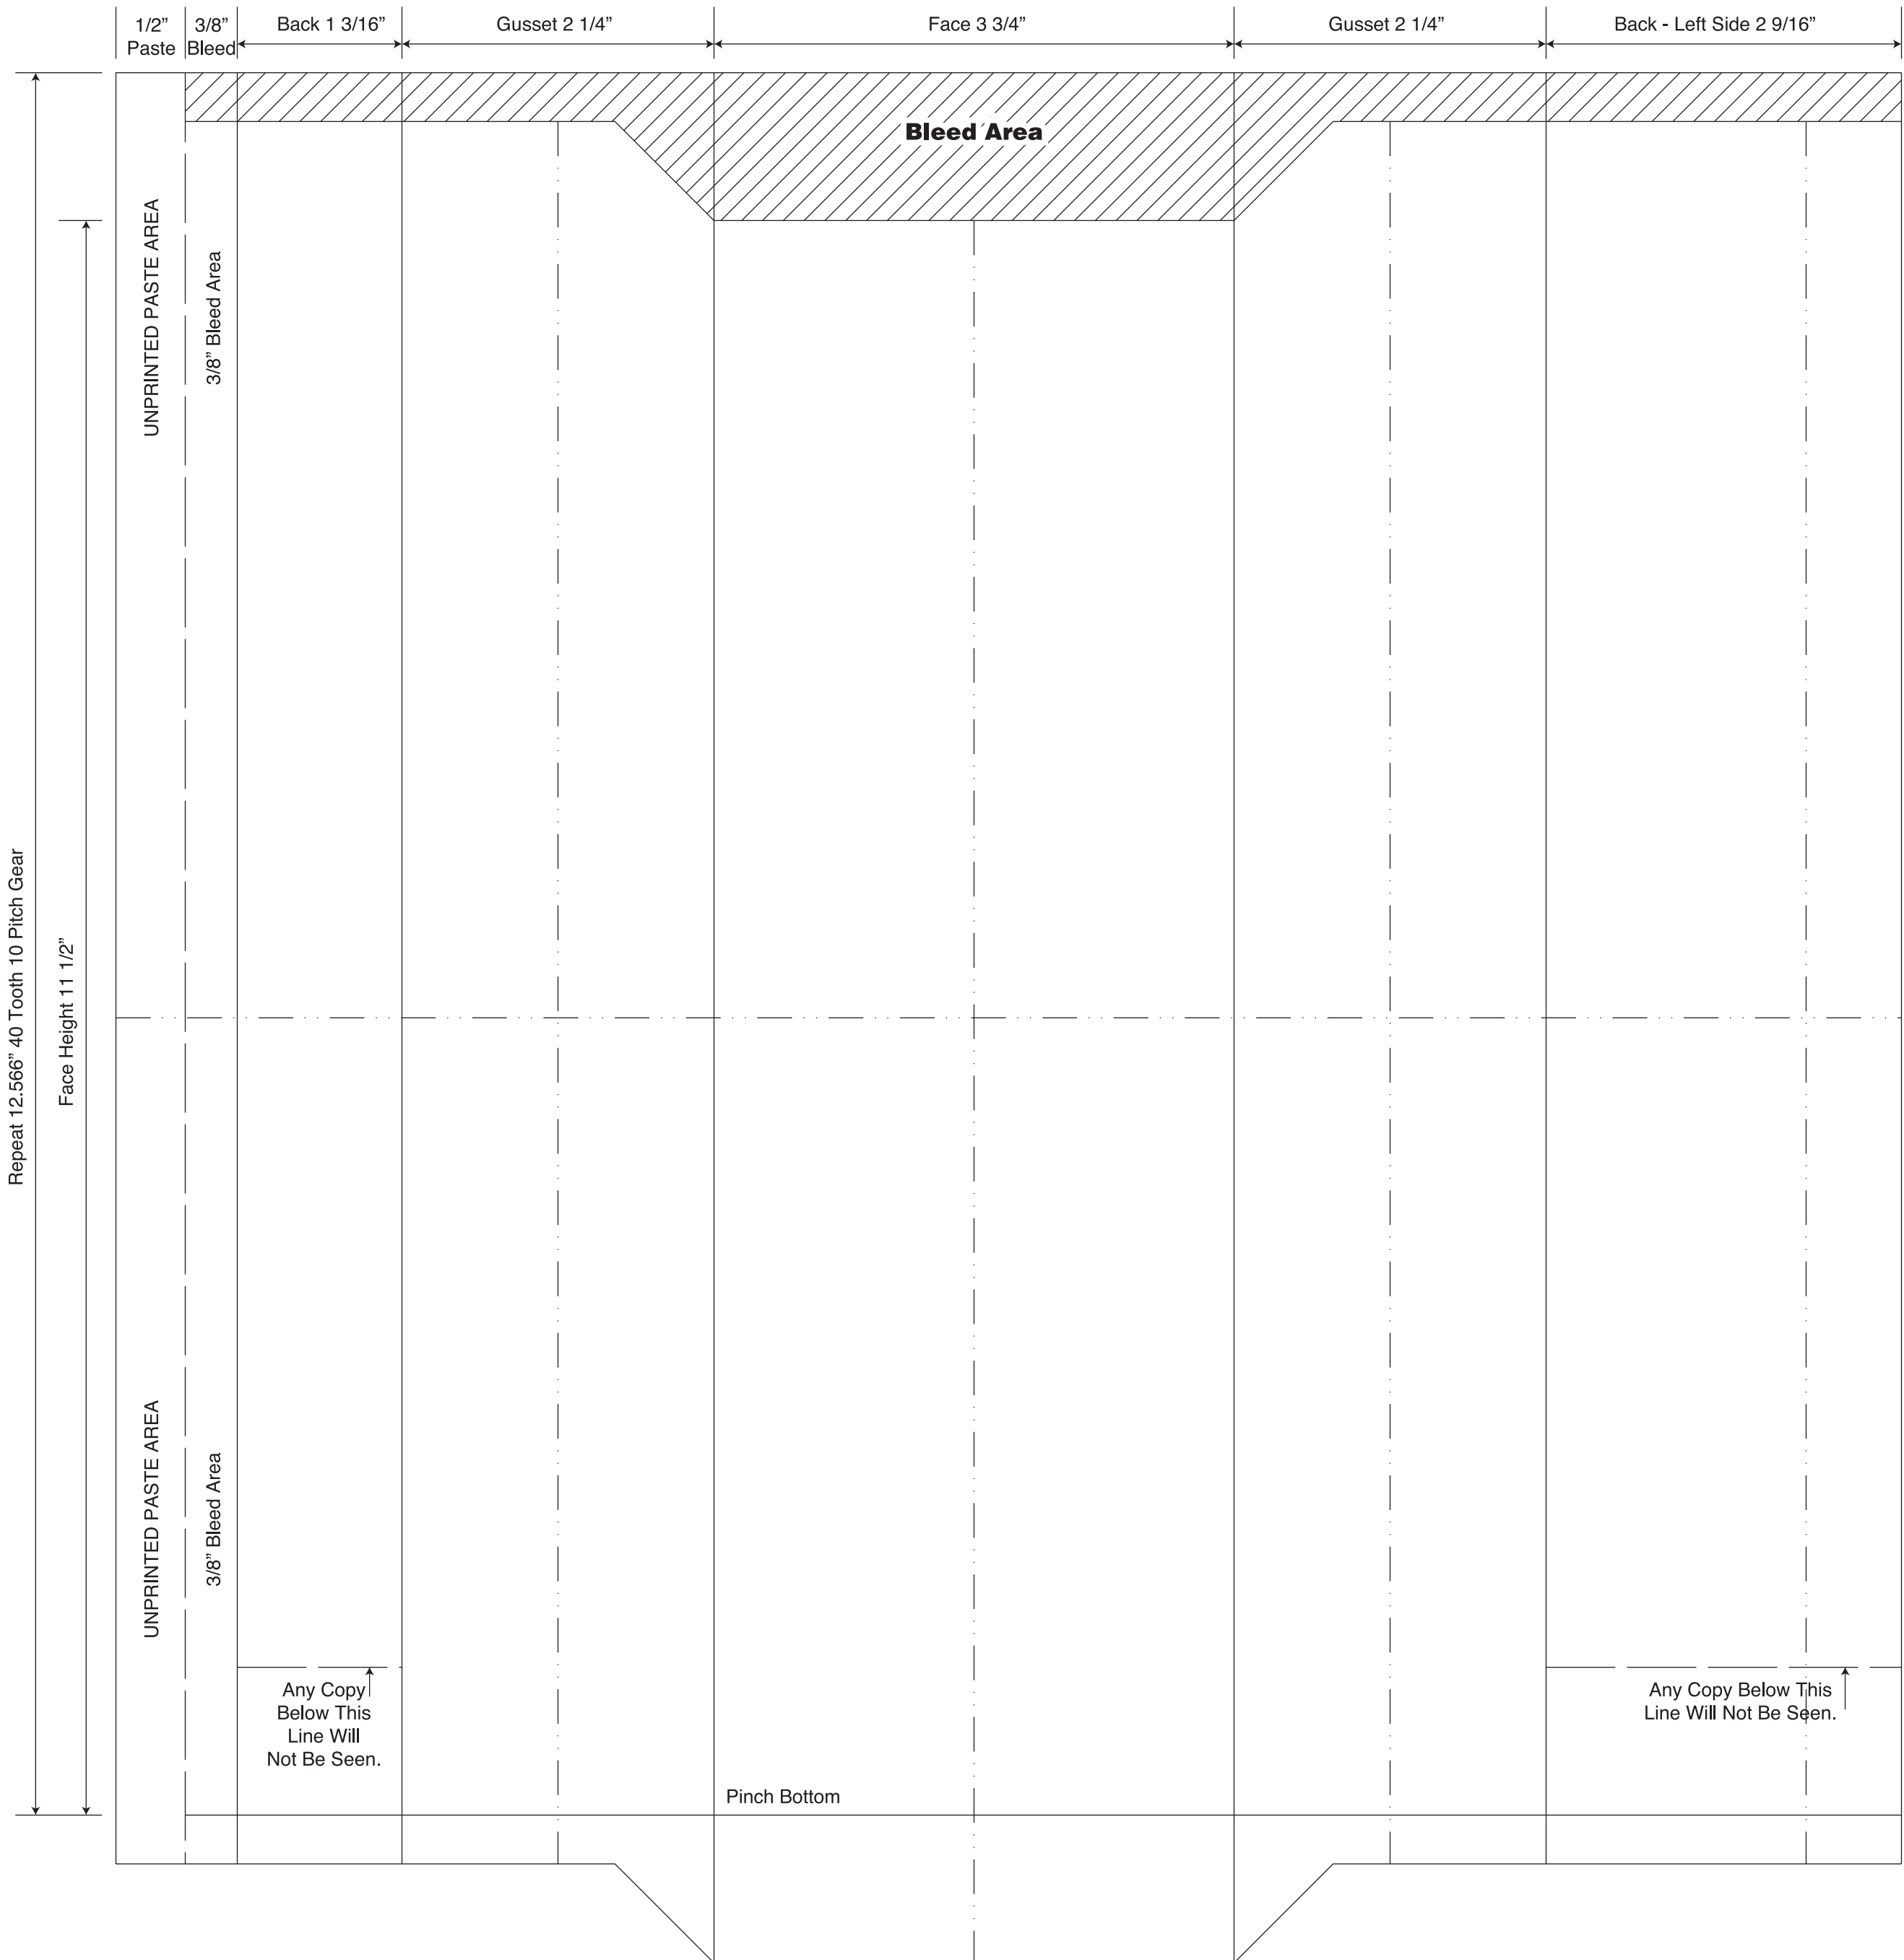 1/2”
Paste
3/8”
Bleed
Back 1 3/16”
Gusset 2 1/4”
Face 3 3/4”
Gusset 2 1/4”
Back - Left Side 2 9/16”
Bleed Area
UNPRINTED PASTE AREA
3/8” Bleed Area
Repeat 12.566” 40 Tooth 10 Pitch Gear
Face Height 11 1/2”
UNPRINTED PASTE AREA
3/8” Bleed Area
Any Copy
Below This
Line Will
Not Be Seen.
Any Copy Below This
Line Will Not Be Seen.
Pinch Bottom